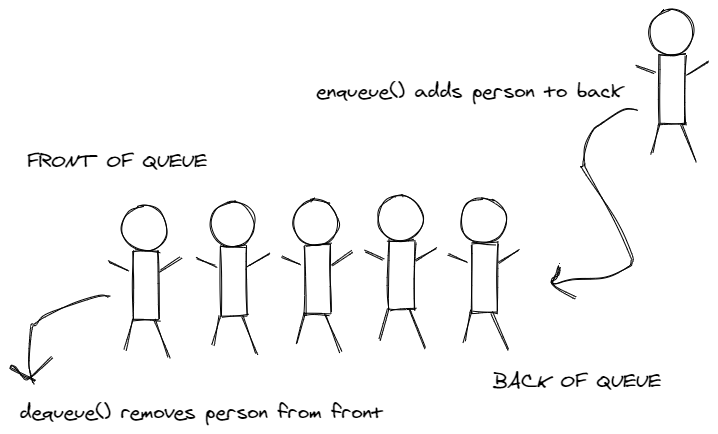 enqueue() adds person to back
FRONT OF QUEUE
BACK OF QUEUE
dequeue() removes person from front